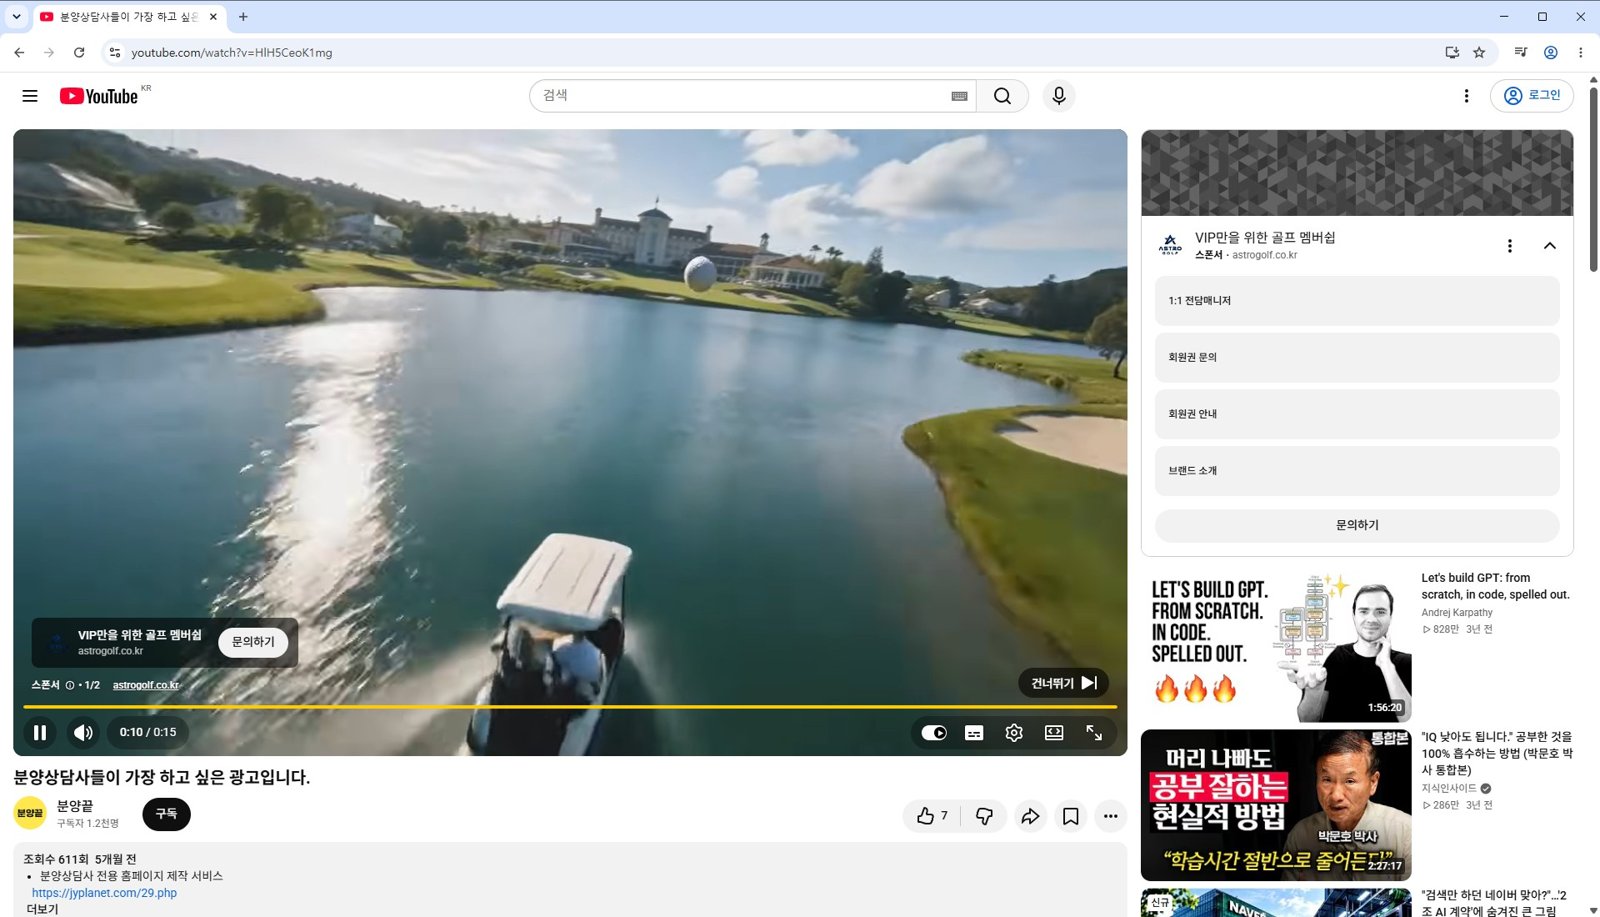 분양상담사들이 가장 하고 싶은
youtube.com/watch?v=HlH5CeoK1mg
YouTube KR
검색
로그인
VIP만을 위한 골프 멤버쉽
astrogolf.co.kr
문의하기
스폰서 · 1/2 astrogolf.co.kr
건너뛰기
0:10 / 0:15
분양상담사들이 가장 하고 싶은 광고입니다.
분양끝
분양끝
구독자 1.2천명
구독
7
조회수 611회 5개월 전
• 분양상담사 전용 홈페이지 제작 서비스
https://jyplanet.com/29.php
더보기
ASTRO
GOLF
VIP만을 위한 골프 멤버쉽
스폰서 · astrogolf.co.kr
1:1 전담매니저
회원권 문의
회원권 안내
브랜드 소개
문의하기
LET'S BUILD GPT.
FROM SCRATCH.
IN CODE.
SPELLED OUT.
1:56:20
Let's build GPT: from
scratch, in code, spelled out.
Andrej Karpathy
828만 3년 전
통합본
머리 나빠도
공부 잘하는
현실적 방법
박문호 박사
"학습시간 절반으로 줄어든다"
2:27:17
"IQ 낮아도 됩니다." 공부한 것을
100% 흡수하는 방법 (박문호 박
사 통합본)
지식인사이드
286만 3년 전
신규
NAVE
"검색만 하던 네이버 맞아?"...'2
조 AI 계약'에 숨겨진 큰 그림